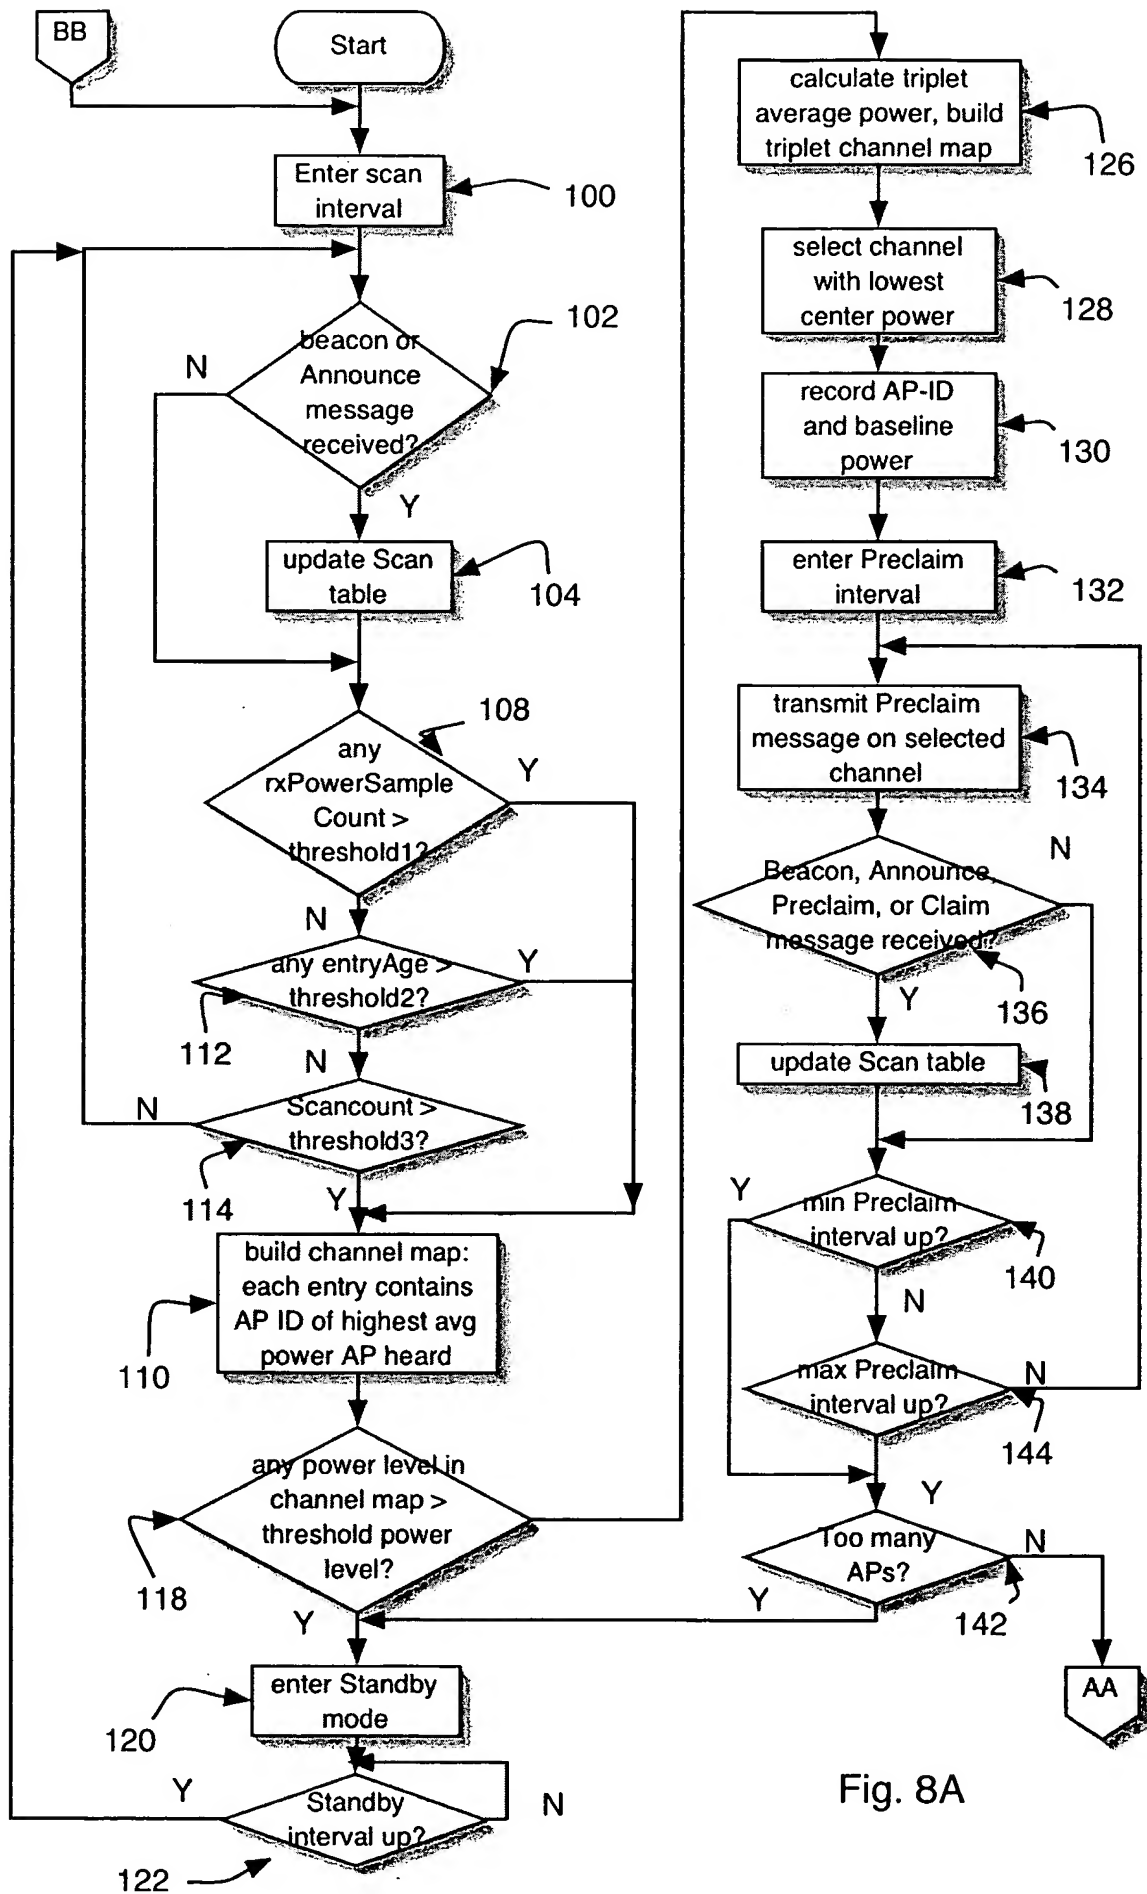 BB
Start
Enter scan
interval
100
beacon or
Announce
message
received?
102
N
Y
update Scan
table
104
any
rxPowerSample
Count >
threshold1?
108
Y
N
any entryAge >
threshold2?
Y
112
N
Scancount >
threshold3?
N
114
Y
build channel map:
each entry contains
AP ID of highest avg
power AP heard
110
any power level in
channel map >
threshold power
level?
118
Y
enter Standby
mode
120
Standby
interval up?
Y
N
122
calculate triplet
average power, build
triplet channel map
126
select channel
with lowest
center power
128
record AP-ID
and baseline
power
130
enter Preclaim
interval
132
transmit Preclaim
message on selected
channel
134
Beacon, Announce,
Preclaim, or Claim
message received?
N
136
Y
update Scan table
138
min Preclaim
interval up?
Y
140
N
max Preclaim
interval up?
N
144
Y
Too many
APs?
N
Y
142
AA
Fig. 8A